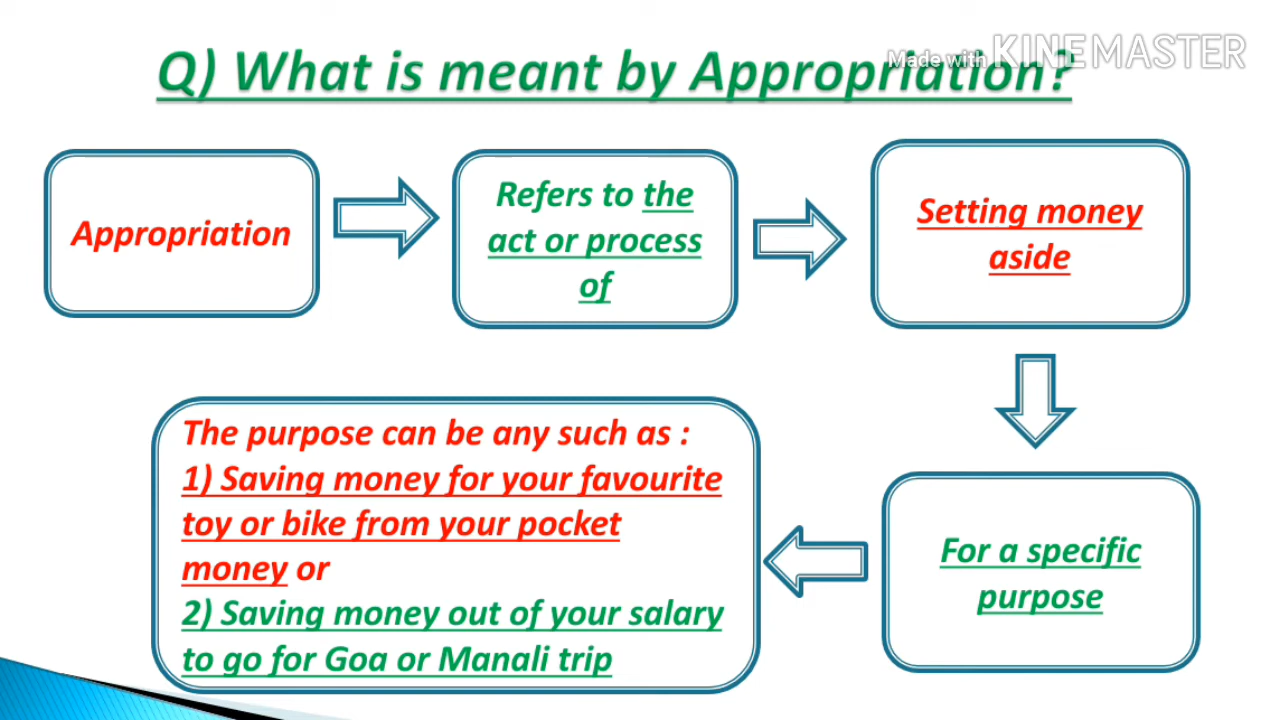 Made with KINEMASTER
Q) What is meant by Appropriation?
Appropriation
Refers to the
act or process
of
Setting money
aside
For a specific
purpose
The purpose can be any such as :
1) Saving money for your favourite
toy or bike from your pocket
money or
2) Saving money out of your salary
to go for Goa or Manali trip